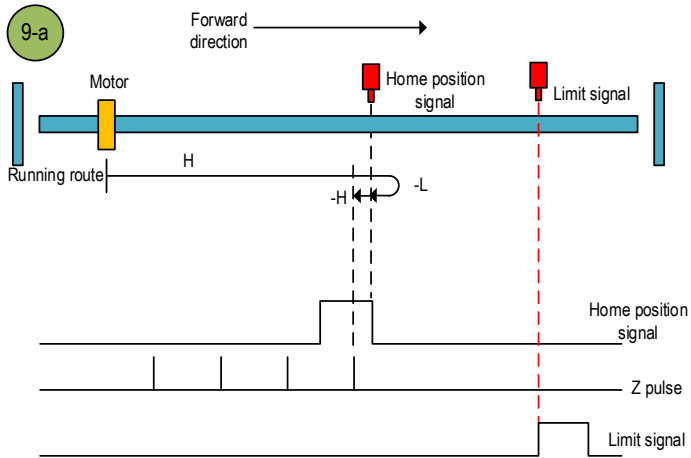 9-a
Forward
direction
Motor
Home position
signal
Limit signal
Running route
H
-H
-L
Home position
signal
Z pulse
Limit signal